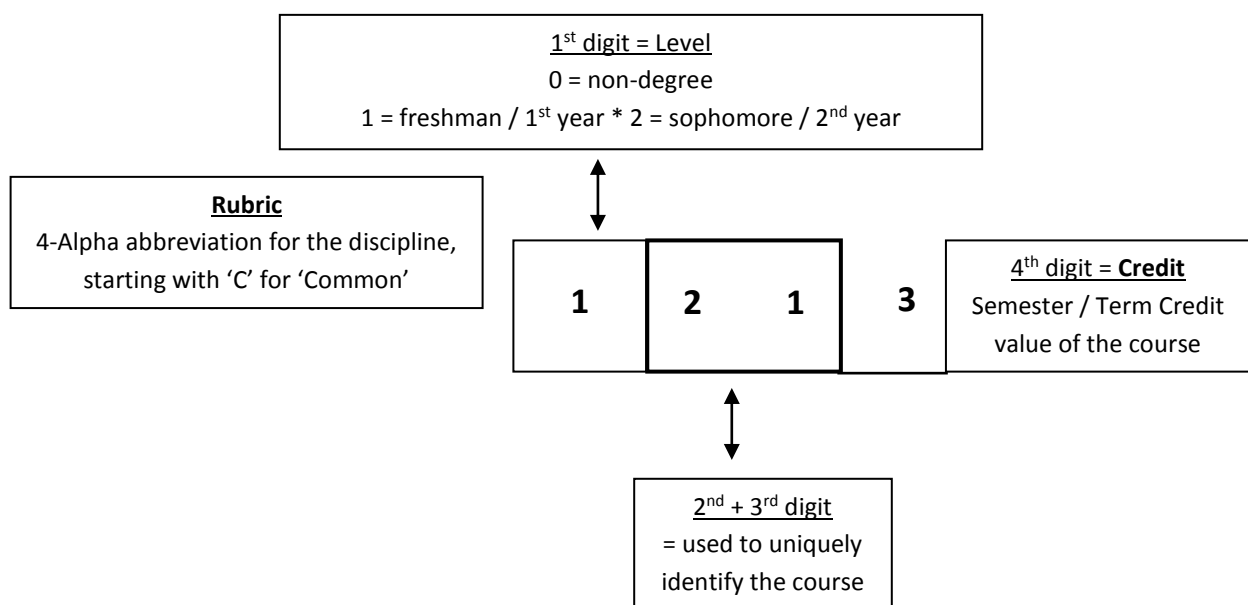 1st digit = Level
0 = non-degree
1 = freshman / 1st year * 2 = sophomore / 2nd year
Rubric
4-Alpha abbreviation for the discipline,
starting with ‘C’ for ‘Common’
1 2 1 3
4th digit = Credit
Semester / Term Credit
value of the course
2nd + 3rd digit
= used to uniquely
identify the course